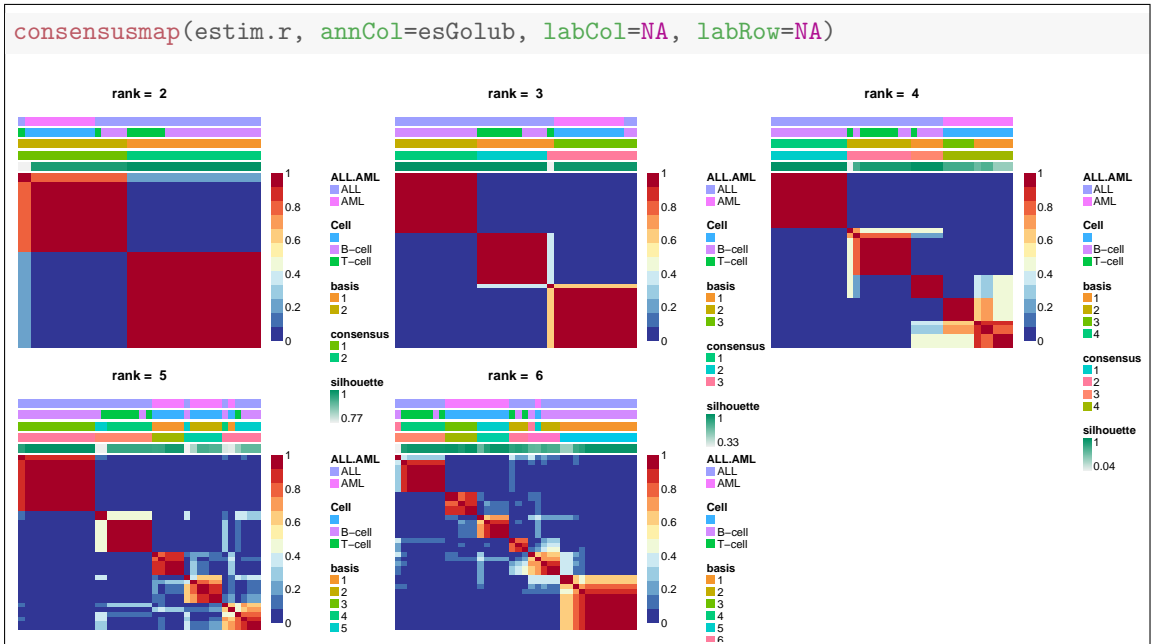 consensusmap(estim.r, annCol=esGolub, labCol=NA, labRow=NA)
rank = 2
1
0.8
0.6
0.4
0.2
0
ALL.AML
ALL
AML
Cell
B−cell
T−cell
basis
1
2
consensus
1
2
silhouette
1
0.77
rank = 3
1
0.8
0.6
0.4
0.2
0
ALL.AML
ALL
AML
Cell
B−cell
T−cell
basis
1
2
3
consensus
1
2
3
silhouette
1
0.33
rank = 4
1
0.8
0.6
0.4
0.2
0
ALL.AML
ALL
AML
Cell
B−cell
T−cell
basis
1
2
3
4
consensus
1
2
3
4
silhouette
1
0.04
rank = 5
1
0.8
0.6
0.4
0.2
0
ALL.AML
ALL
AML
Cell
B−cell
T−cell
basis
1
2
3
4
5
rank = 6
1
0.8
0.6
0.4
0.2
0
ALL.AML
ALL
AML
Cell
B−cell
T−cell
basis
1
2
3
4
5
6